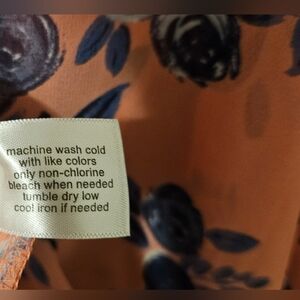 machine wash cold
with like colors
only non-chlorine
bleach when needed
tumble dry low
cool iron if needed